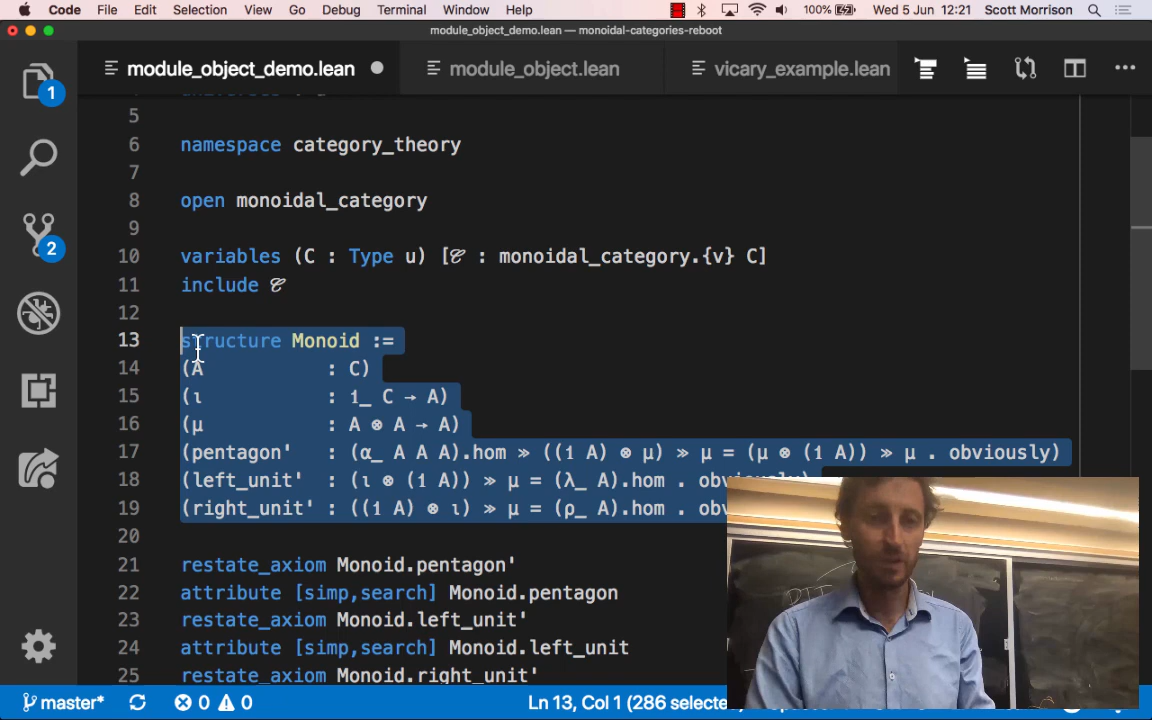 Code File Edit Selection View Go Debug Terminal Window Help 100% Wed 5 Jun 12:21 Scott Morrison
module_object_demo.lean — monoidal-categories-reboot
module_object_demo.lean module_object.lean vicary_example.lean
5
6 namespace category_theory
7
8 open monoidal_category
9
10 variables (C : Type u) [𝒞 : monoidal_category.{v} C]
11 include 𝒞
12
13 structure Monoid :=
14 (A : C)
15 (ι : 1_ C → A)
16 (μ : A ⊗ A → A)
17 (pentagon' : (α_ A A A).hom ≫ ((1 A) ⊗ μ) ≫ μ = (μ ⊗ (1 A)) ≫ μ . obviously)
18 (left_unit' : (ι ⊗ (1 A)) ≫ μ = (λ_ A).hom .
19 (right_unit' : ((1 A) ⊗ ι) ≫ μ = (ρ_ A).hom .
20
21 restate_axiom Monoid.pentagon'
22 attribute [simp,search] Monoid.pentagon
23 restate_axiom Monoid.left_unit'
24 attribute [simp,search] Monoid.left_unit
25 restate_axiom Monoid.right_unit'
1
2
master* 0 0 Ln 13, Col 1 (286